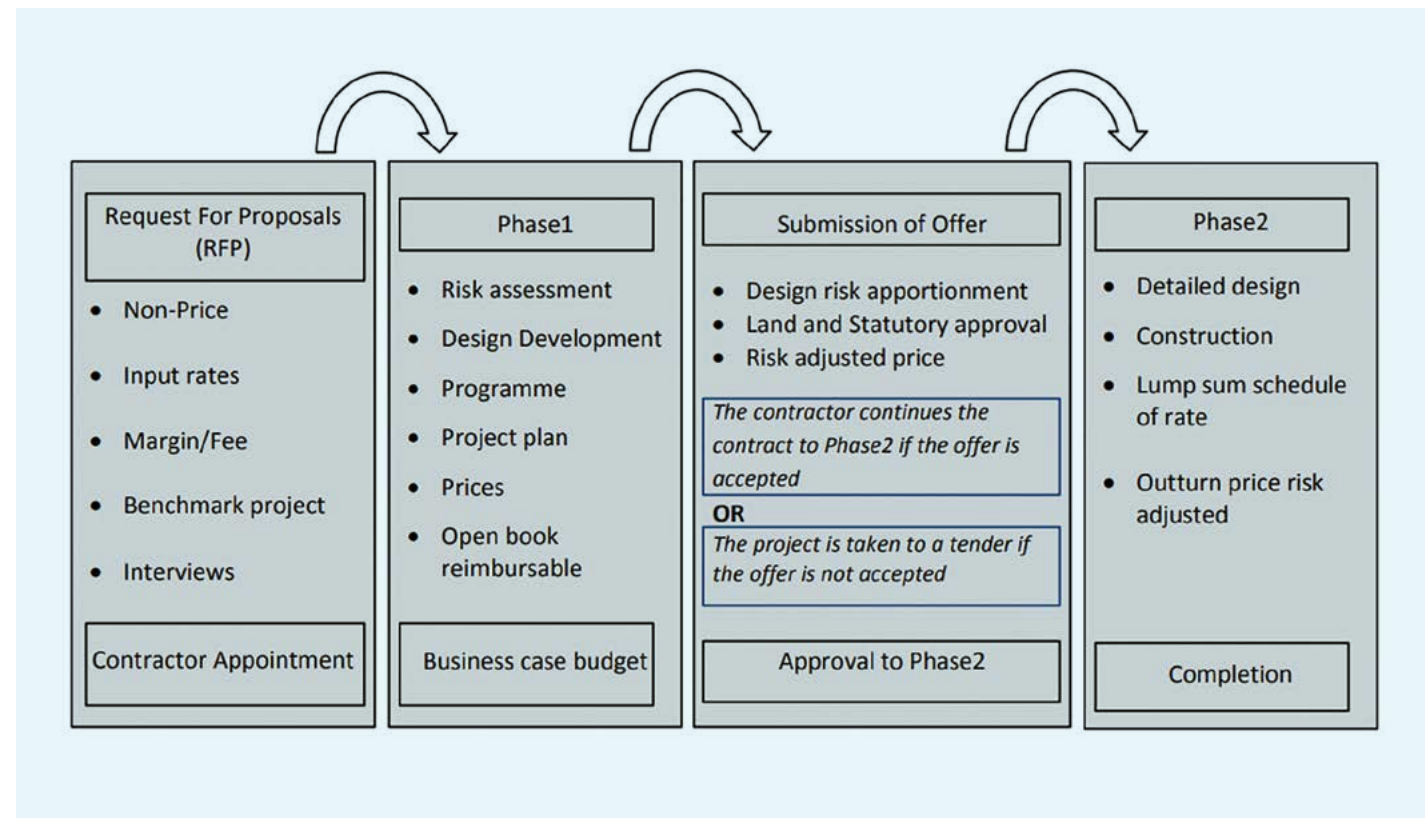 Request For Proposals
(RFP)
• Non-Price
• Input rates
• Margin/Fee
• Benchmark project
• Interviews
Contractor Appointment
Phase1
• Risk assessment
• Design Development
• Programme
• Project plan
• Prices
• Open book
reimbursable
Business case budget
Submission of Offer
• Design risk apportionment
• Land and Statutory approval
• Risk adjusted price
The contractor continues the
contract to Phase2 if the offer is
accepted
OR
The project is taken to a tender if
the offer is not accepted
Approval to Phase2
Phase2
• Detailed design
• Construction
• Lump sum schedule
of rate
• Outturn price risk
adjusted
Completion